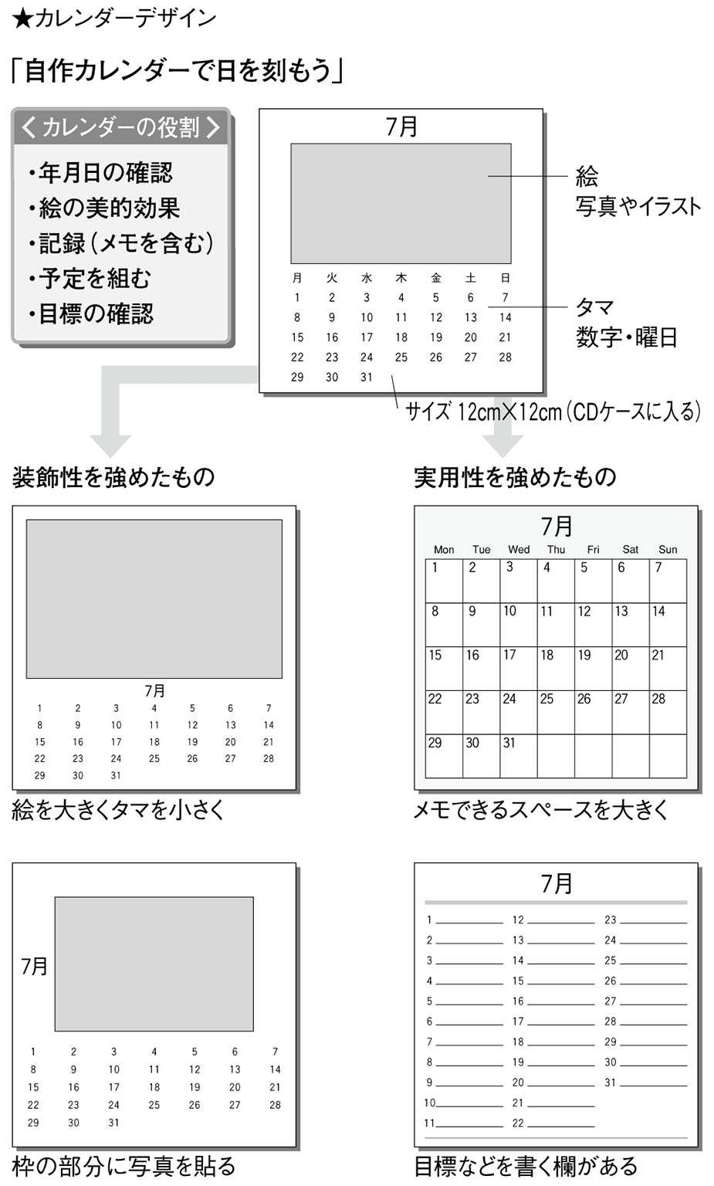 ★カレンダーデザイン
「自作カレンダーで日を刻もう」
〈カレンダーの役割〉
・年月日の確認
・絵の美的効果
・記録(メモを含む)
・予定を組む
・目標の確認
7月
月 火 水 木 金 土 日
1 2 3 4 5 6 7
8 9 10 11 12 13 14
15 16 17 18 19 20 21
22 23 24 25 26 27 28
29 30 31
絵
写真やイラスト
タマ
数字・曜日
サイズ 12cm×12cm(CDケースに入る)
装飾性を強めたもの
7月
1 2 3 4 5 6 7
8 9 10 11 12 13 14
15 16 17 18 19 20 21
22 23 24 25 26 27 28
29 30 31
絵を大きくタマを小さく
実用性を強めたもの
7月
Mon Tue Wed Thu Fri Sat Sun
1 2 3 4 5 6 7
8 9 10 11 12 13 14
15 16 17 18 19 20 21
22 23 24 25 26 27 28
29 30 31
メモできるスペースを大きく
7月
1 2 3 4 5 6 7
8 9 10 11 12 13 14
15 16 17 18 19 20 21
22 23 24 25 26 27 28
29 30 31
枠の部分に写真を貼る
7月
1 12 23
2 13 24
3 14 25
4 15 26
5 16 27
6 17 28
7 18 29
8 19 30
9 20 31
10 21
11 22
目標などを書く欄がある